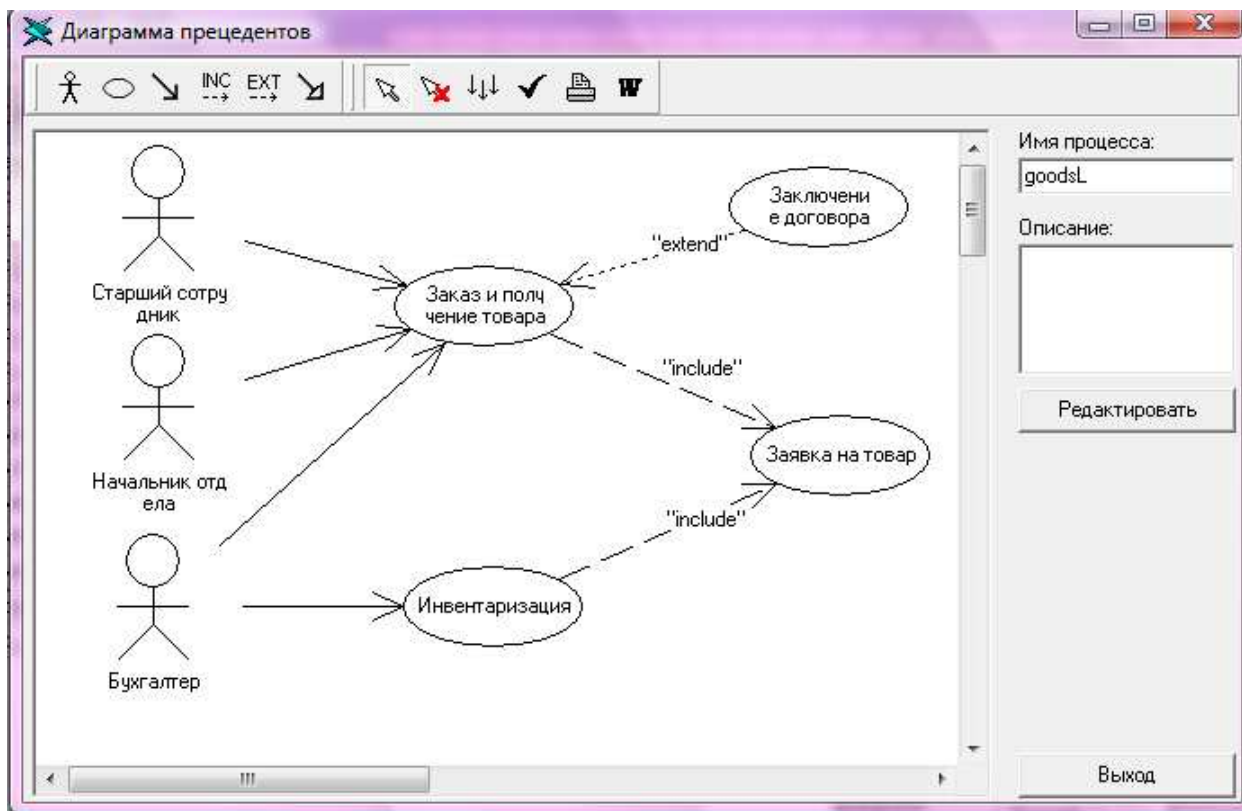 Диаграмма прецедентов
INC EXT
W
Имя процесса:
goodsL
Описание:
Редактировать
Выход
Старший сотру
дник
Начальник отд
ела
Бухгалтер
Заказ и полу
чение товара
Заключени
е договора
"extend"
"include"
Заявка на товар
"include"
Инвентаризация